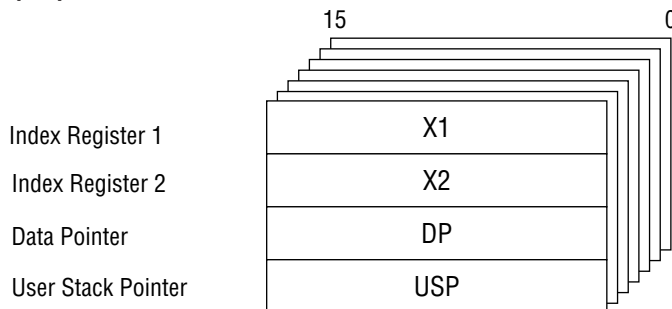 15 0
Index Register 1 X1
Index Register 2 X2
Data Pointer DP
User Stack Pointer USP